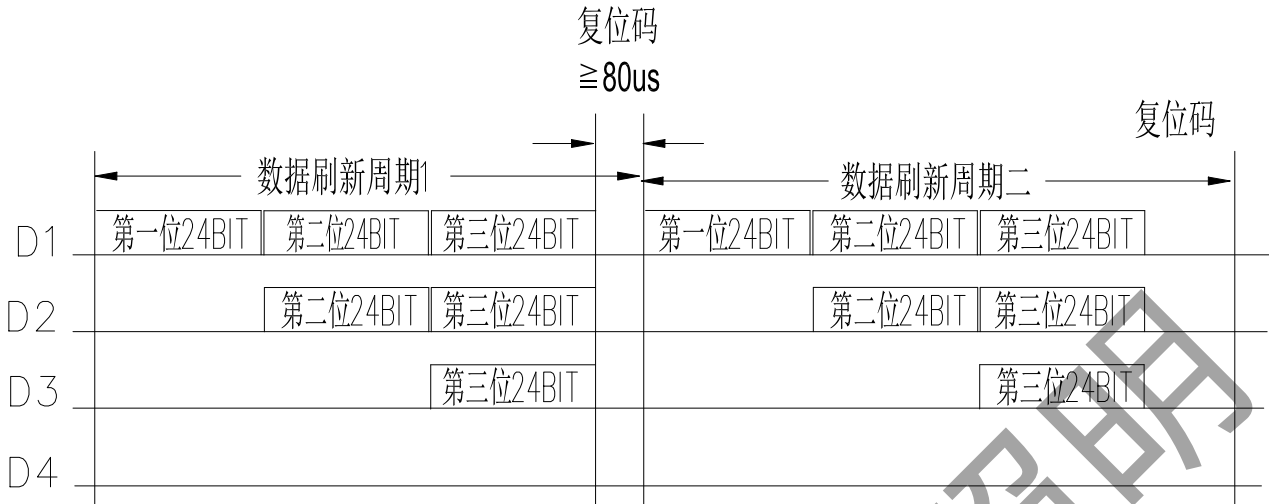 复位码
≧80us
复位码
数据刷新周期1
数据刷新周期二
D1 第一位24BIT 第二位24BIT 第三位24BIT 第一位24BIT 第二位24BIT 第三位24BIT
D2 第二位24BIT 第三位24BIT 第二位24BIT 第三位24BIT
D3 第三位24BIT 第三位24BIT
D4
明